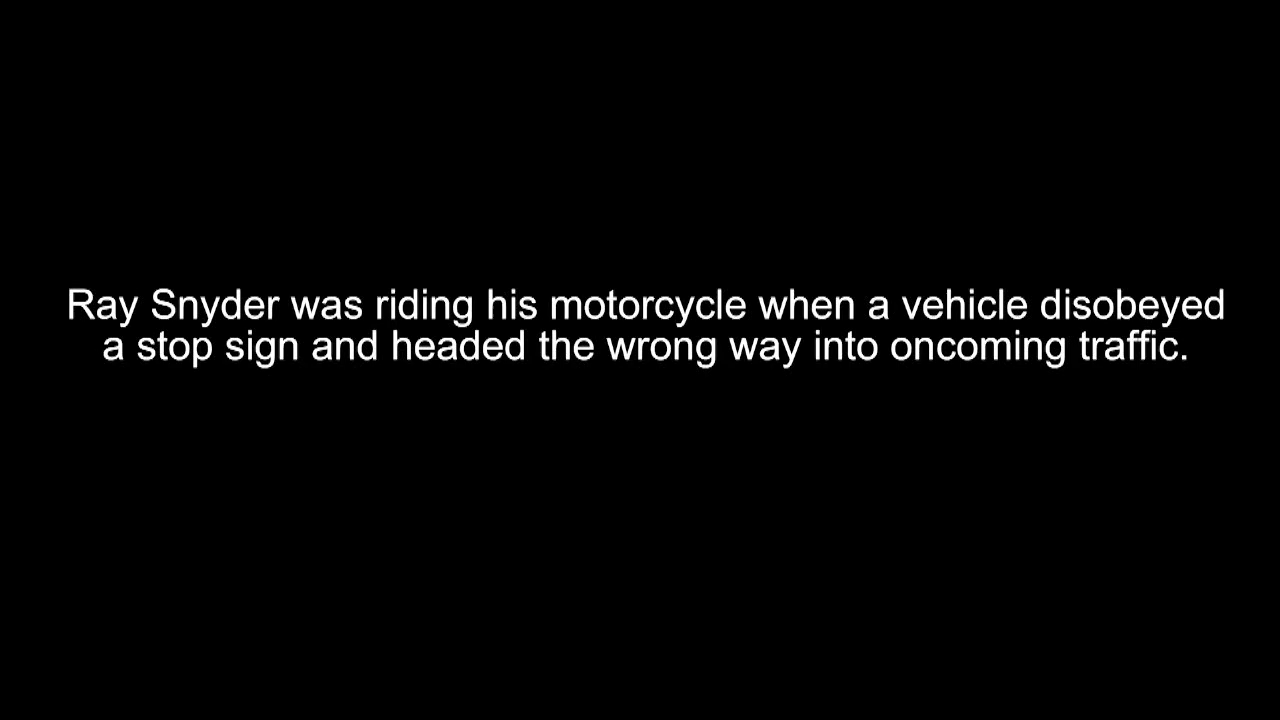 Ray Snyder was riding his motorcycle when a vehicle disobeyed
a stop sign and headed the wrong way into oncoming traffic.